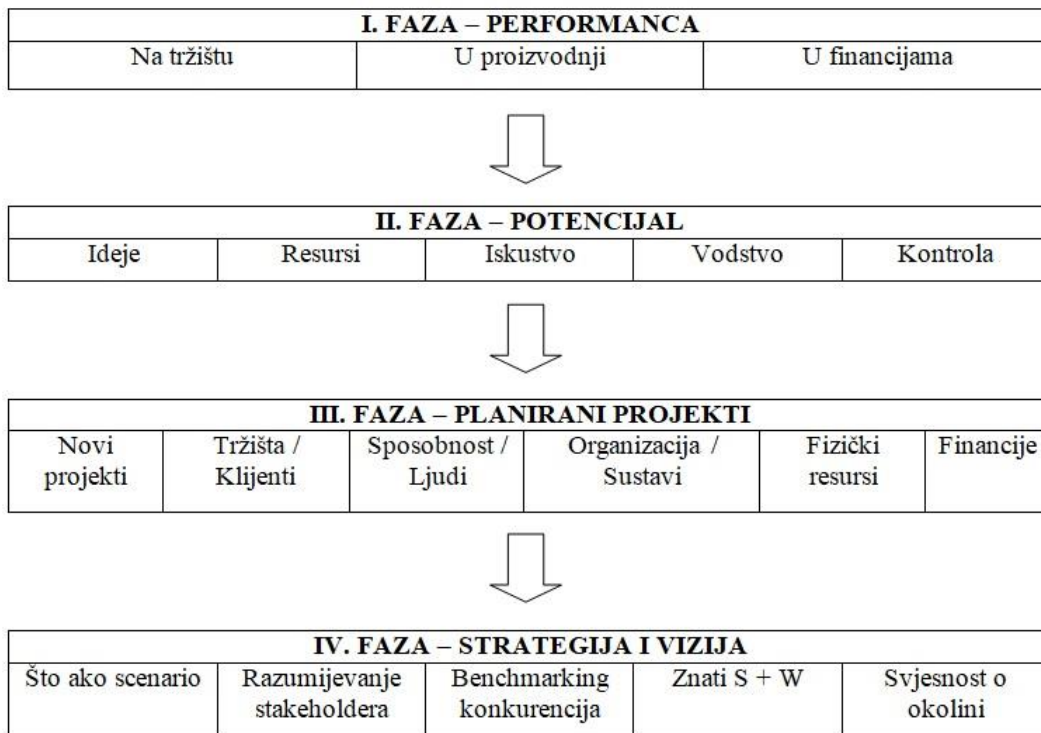 I. FAZA – PERFORMANCA
Na tržištu U proizvodnji U financijama
II. FAZA – POTENCIJAL
Ideje Resursi Iskustvo Vodstvo Kontrola
III. FAZA – PLANIRANI PROJEKTI
Novi projekti Tržišta / Klijenti Sposobnost / Ljudi Organizacija / Sustavi Fizički resursi Financije
IV. FAZA – STRATEGIJA I VIZIJA
Što ako scenario Razumijevanje stakeholdera Benchmarking konkurencija Znati S + W Svjesnost o okolini